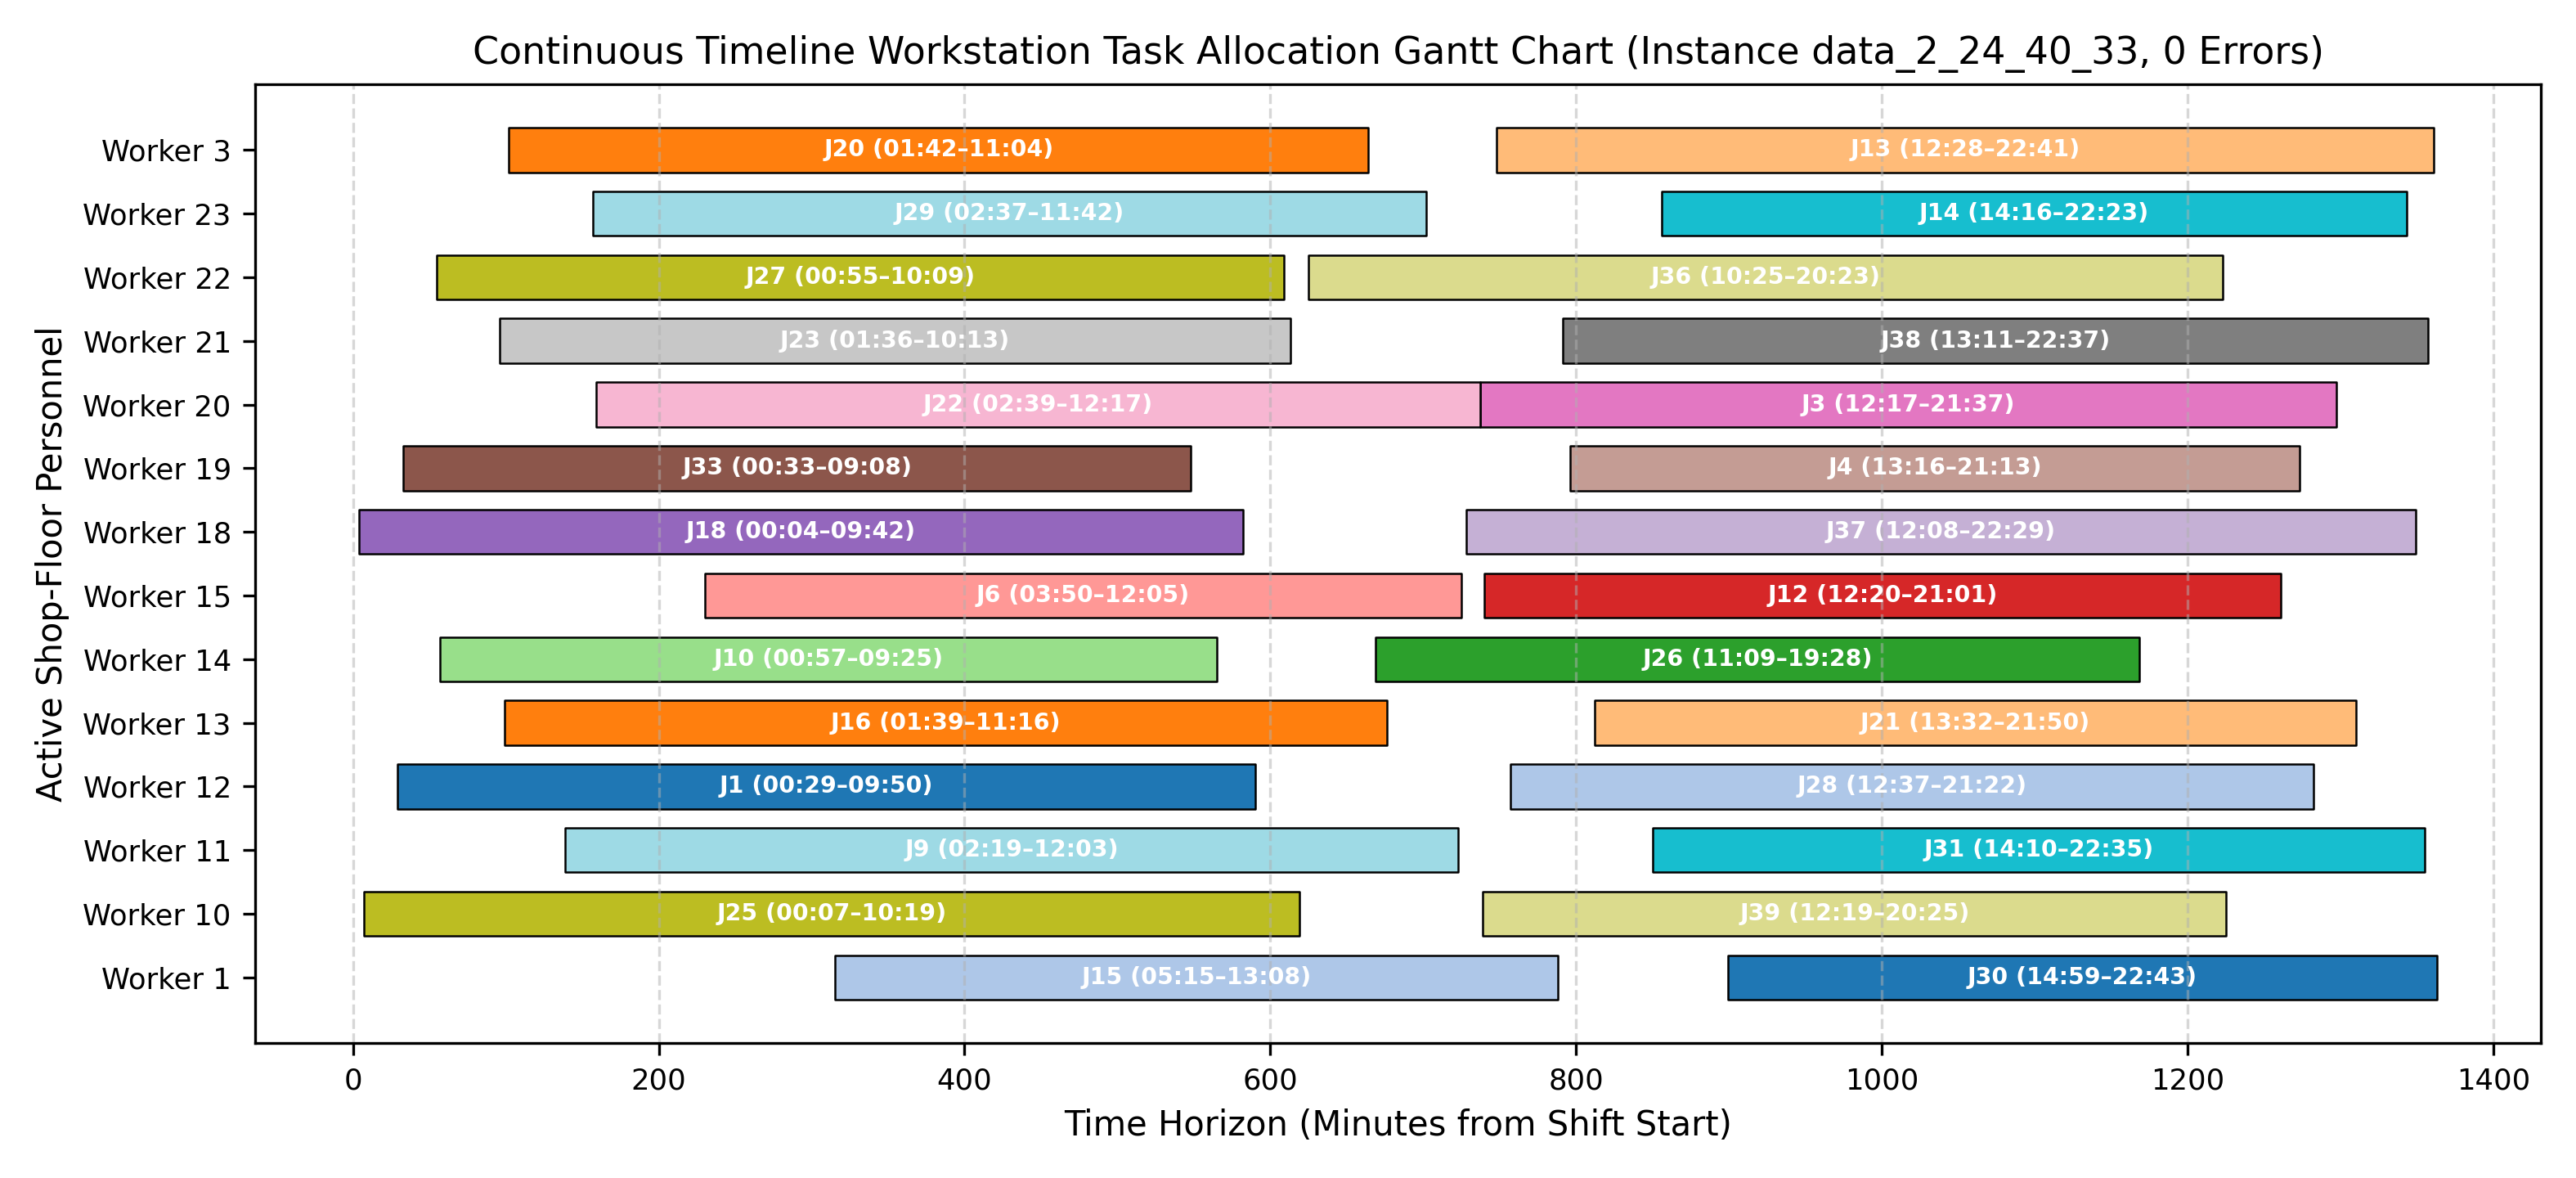 Continuous Timeline Workstation Task Allocation Gantt Chart (Instance data_2_24_40_33, 0 Errors)
Active Shop-Floor Personnel
Worker 3 J20 (01:42–11:04) J13 (12:28–22:41)
Worker 23 J29 (02:37–11:42) J14 (14:16–22:23)
Worker 22 J27 (00:55–10:09) J36 (10:25–20:23)
Worker 21 J23 (01:36–10:13) J38 (13:11–22:37)
Worker 20 J22 (02:39–12:17) J3 (12:17–21:37)
Worker 19 J33 (00:33–09:08) J4 (13:16–21:13)
Worker 18 J18 (00:04–09:42) J37 (12:08–22:29)
Worker 15 J6 (03:50–12:05) J12 (12:20–21:01)
Worker 14 J10 (00:57–09:25) J26 (11:09–19:28)
Worker 13 J16 (01:39–11:16) J21 (13:32–21:50)
Worker 12 J1 (00:29–09:50) J28 (12:37–21:22)
Worker 11 J9 (02:19–12:03) J31 (14:10–22:35)
Worker 10 J25 (00:07–10:19) J39 (12:19–20:25)
Worker 1 J15 (05:15–13:08) J30 (14:59–22:43)
0 200 400 600 800 1000 1200 1400
Time Horizon (Minutes from Shift Start)